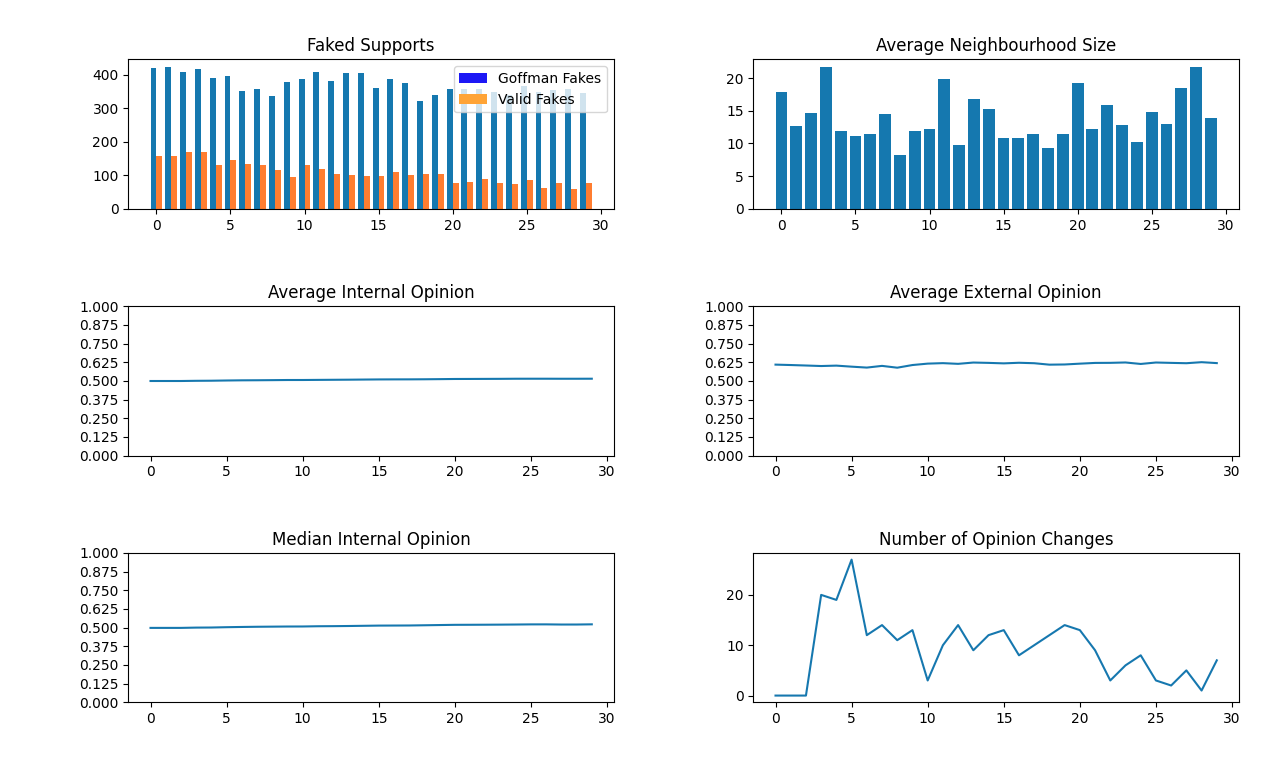 Faked Supports
Goffman Fakes
Valid Fakes
400
300
200
100
0
0 5 10 15 20 25 30
Average Neighbourhood Size
20
15
10
5
0
0 5 10 15 20 25 30
Average Internal Opinion
1.000
0.875
0.750
0.625
0.500
0.375
0.250
0.125
0.000
0 5 10 15 20 25 30
Average External Opinion
1.000
0.875
0.750
0.625
0.500
0.375
0.250
0.125
0.000
0 5 10 15 20 25 30
Median Internal Opinion
1.000
0.875
0.750
0.625
0.500
0.375
0.250
0.125
0.000
0 5 10 15 20 25 30
Number of Opinion Changes
20
10
0
0 5 10 15 20 25 30